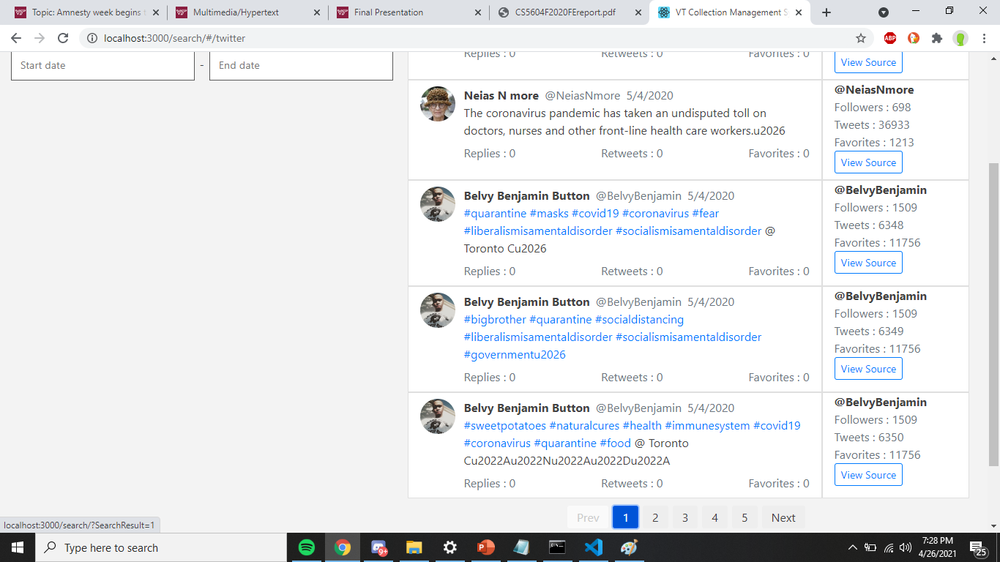 Topic: Amnesty week begins t
Multimedia/Hypertext
Final Presentation
CS5604F2020FEreport.pdf
VT Collection Management S
localhost:3000/search/#/twitter
ABP
Start date - End date
Replies : 0 Retweets : 0 Favorites : 0
View Source
Neias N more @NeiasNmore 5/4/2020
The coronavirus pandemic has taken an undisputed toll on
doctors, nurses and other front-line health care workers.u2026
Replies : 0 Retweets : 0 Favorites : 0
@NeiasNmore
Followers : 698
Tweets : 36933
Favorites : 1213
View Source
Belvy Benjamin Button @BelvyBenjamin 5/4/2020
#quarantine #masks #covid19 #coronavirus #fear
#liberalismisamentaldisorder #socialismisamentaldisorder @
Toronto Cu2026
Replies : 0 Retweets : 0 Favorites : 0
@BelvyBenjamin
Followers : 1509
Tweets : 6348
Favorites : 11756
View Source
Belvy Benjamin Button @BelvyBenjamin 5/4/2020
#bigbrother #quarantine #socialdistancing
#liberalismisamentaldisorder #socialismisamentaldisorder
#governmentu2026
Replies : 0 Retweets : 0 Favorites : 0
@BelvyBenjamin
Followers : 1509
Tweets : 6349
Favorites : 11756
View Source
Belvy Benjamin Button @BelvyBenjamin 5/4/2020
#sweetpotatoes #naturalcures #health #immunesystem #covid19
#coronavirus #quarantine #food @ Toronto
Cu2022Au2022Nu2022Au2022Du2022A
Replies : 0 Retweets : 0 Favorites : 0
@BelvyBenjamin
Followers : 1509
Tweets : 6350
Favorites : 11756
View Source
Prev 1 2 3 4 5 Next
localhost:3000/search/?SearchResult=1
Type here to search
9+
7:28 PM
4/26/2021
25